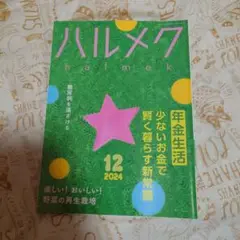 ハルメク
halmek
年金生活
少ないお金で
賢く暮らす新常識
12
2024
楽しい!おいしい!
野菜の再生栽培